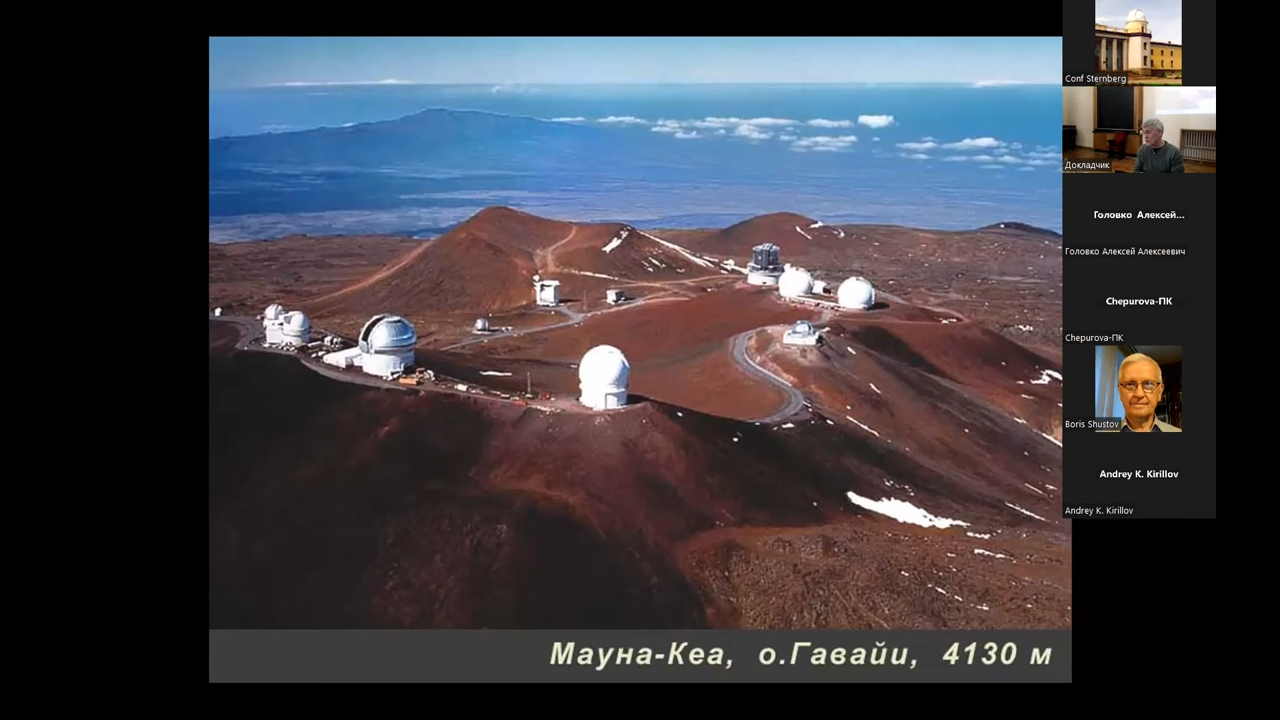 Conf Sternberg
Докладчик
Головко Алексей...
Головко Алексей Алексеевич
Chepurova-ПК
Chepurova-ПК
Boris Shustov
Andrey K. Kirillov
Andrey K. Kirillov
Мауна-Кеа, о.Гавайи, 4130 м